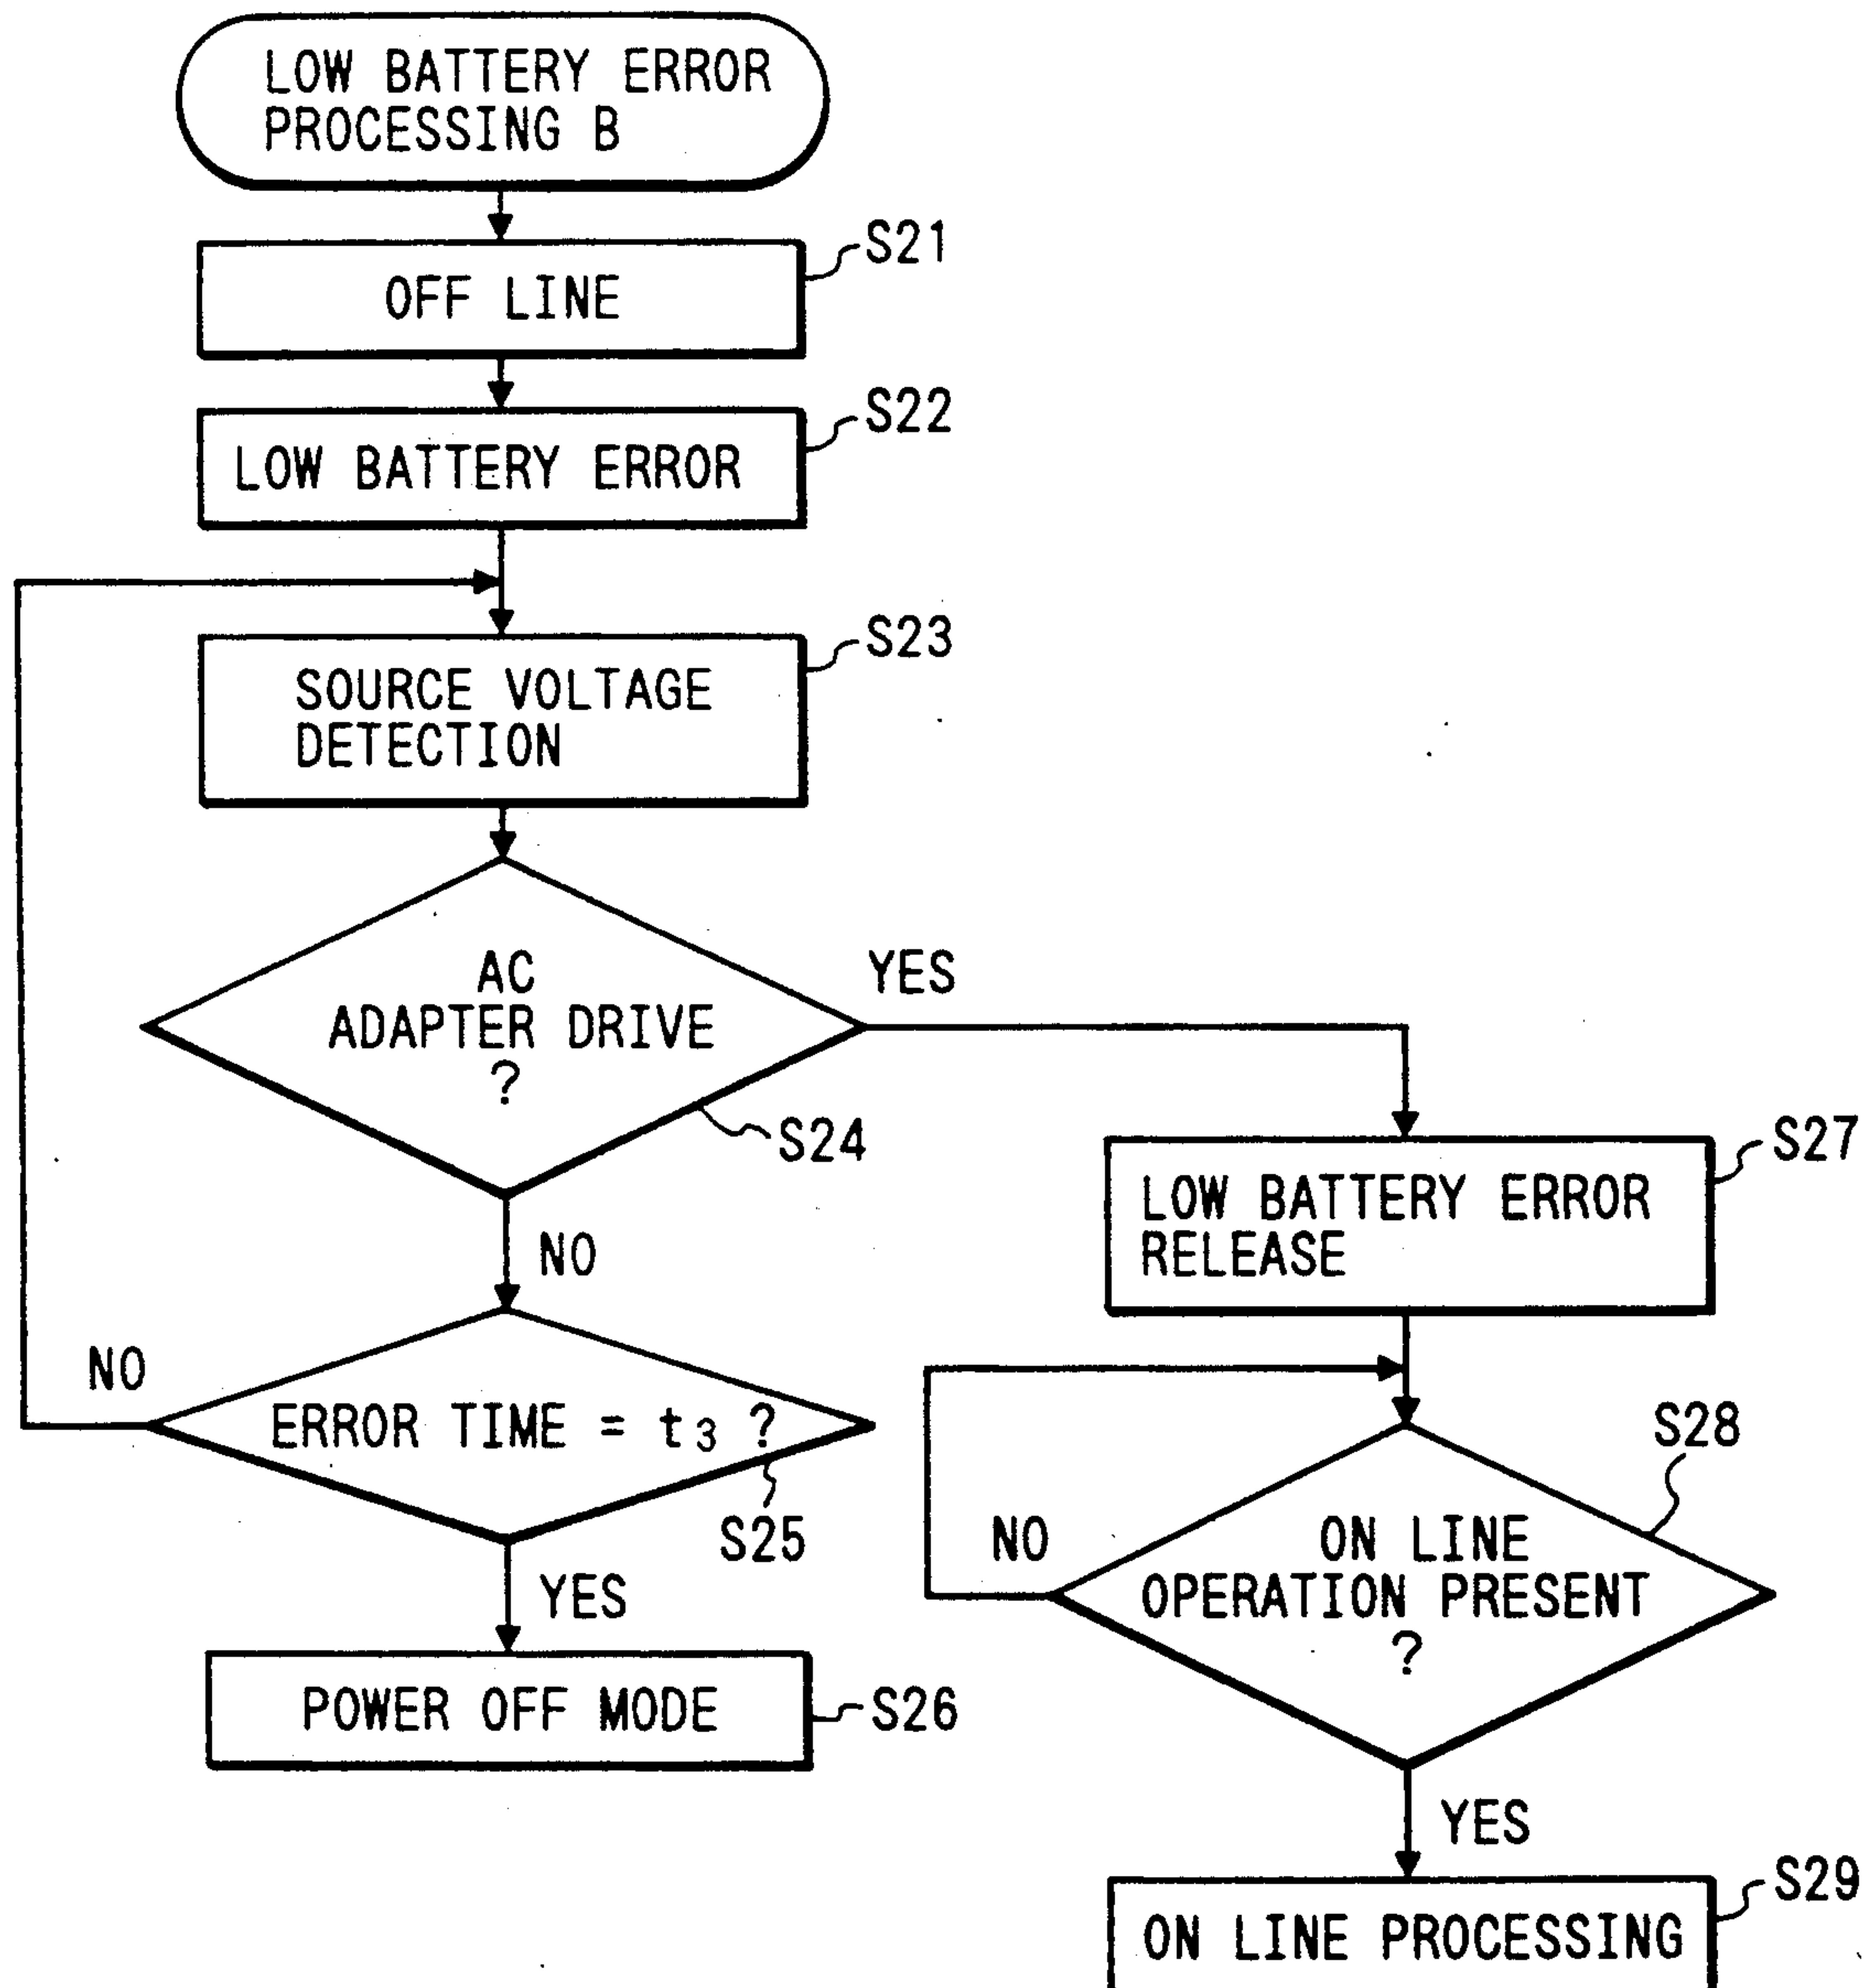 LOW BATTERY ERROR
PROCESSING B
S21
OFF LINE
S22
LOW BATTERY ERROR
S23
SOURCE VOLTAGE
DETECTION
AC
ADAPTER DRIVE
?
YES
S24
NO
S27
LOW BATTERY ERROR
RELEASE
NO
ERROR TIME = t3 ?
S25
YES
POWER OFF MODE
S26
S28
NO
ON LINE
OPERATION PRESENT
?
YES
S29
ON LINE PROCESSING